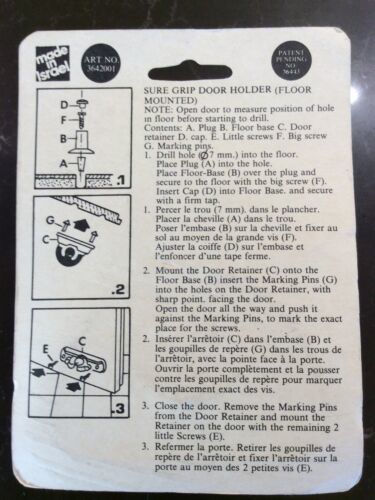 made
in
Israel
ART NO.
3642001
PATENT
PENDING
NO
36443
D
F
B
A
.1
G
C
.2
C
E
.3
SURE GRIP DOOR HOLDER (FLOOR
MOUNTED)
NOTE: Open door to measure position of hole
in floor before starting to drill.
Contents: A. Plug B. Floor base C. Door
retainer D. cap. E. Little screws F. Big screw
G. Marking pins.
1. Drill hole (∅7 mm.) into the floor.
Place Plug (A) into the hole.
Place Floor-Base (B) over the plug and
secure to the floor with the big screw (F).
Insert Cap (D) into Floor Base. and secure
with a firm tap.
1. Percer le trou (7 mm). dans le plancher.
Placer la cheville (A) dans le trou.
Poser l'embase (B) sur la cheville et fixer au
sol au moyen de la grande vis (F).
Ajuster la coiffe (D) sur l'embase et
l'enfoncer d'une tape ferme.
2. Mount the Door Retainer (C) onto the
Floor Base (B) insert the Marking Pins (G)
into the holes on the Door Retainer, with
sharp point. facing the door.
Open the door all the way and push it
against the Marking Pins, to mark the exact
place for the screws.
2. Insérer l'arrêtoir (C) dans l'embase (B) et
les goupilles de repère (G) dans les trous de
l'arrêtoir, avec la pointe face à la porte.
Ouvrir la porte complètement et la pousser
contre les goupilles de repère pour marquer
l'emplacement exact des vis.
3. Close the door. Remove the Marking Pins
from the Door Retainer and mount the
Retainer on the door with the remaining 2
little Screws (E).
3. Refermer la porte. Retirer les goupilles de
repère de l'arrêtoir et fixer l'arrêtoir sur la
porte au moyen des 2 petites vis (E).